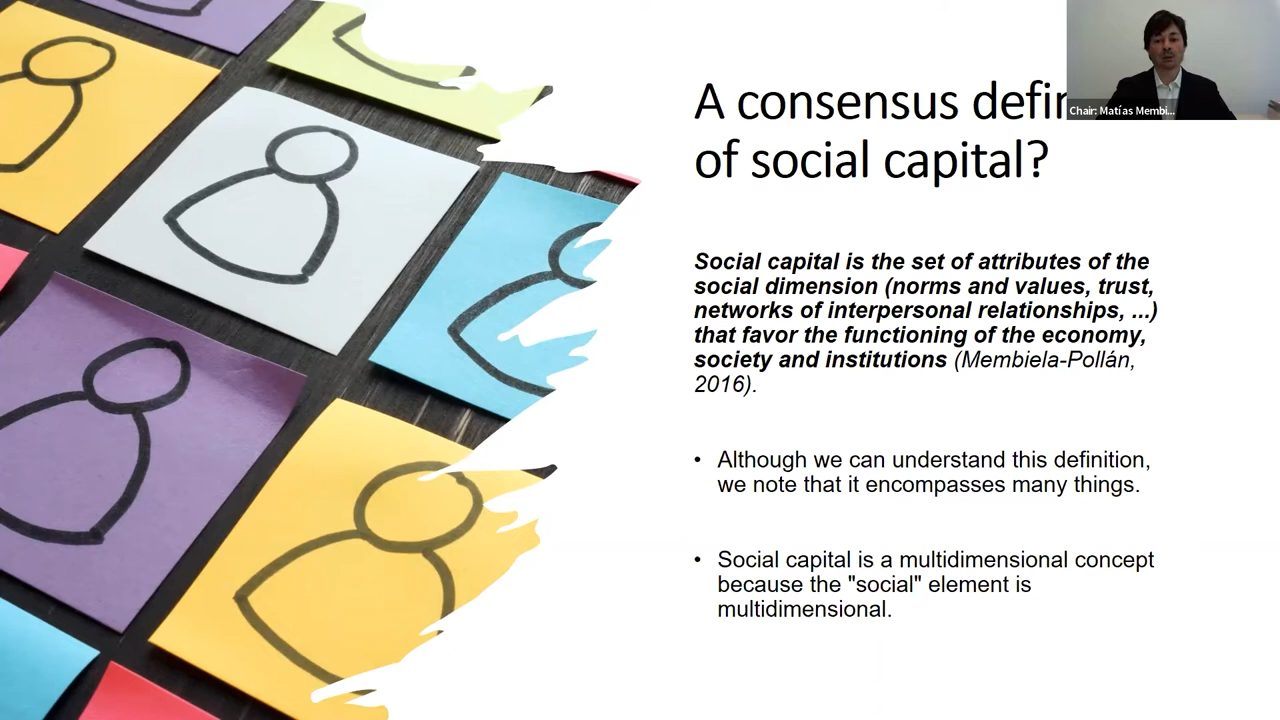 A consensus defin
of social capital?
Chair: Matías Membi...
Social capital is the set of attributes of the
social dimension (norms and values, trust,
networks of interpersonal relationships, ...)
that favor the functioning of the economy,
society and institutions (Membiela-Pollán,
2016).
• Although we can understand this definition,
we note that it encompasses many things.
• Social capital is a multidimensional concept
because the "social" element is
multidimensional.